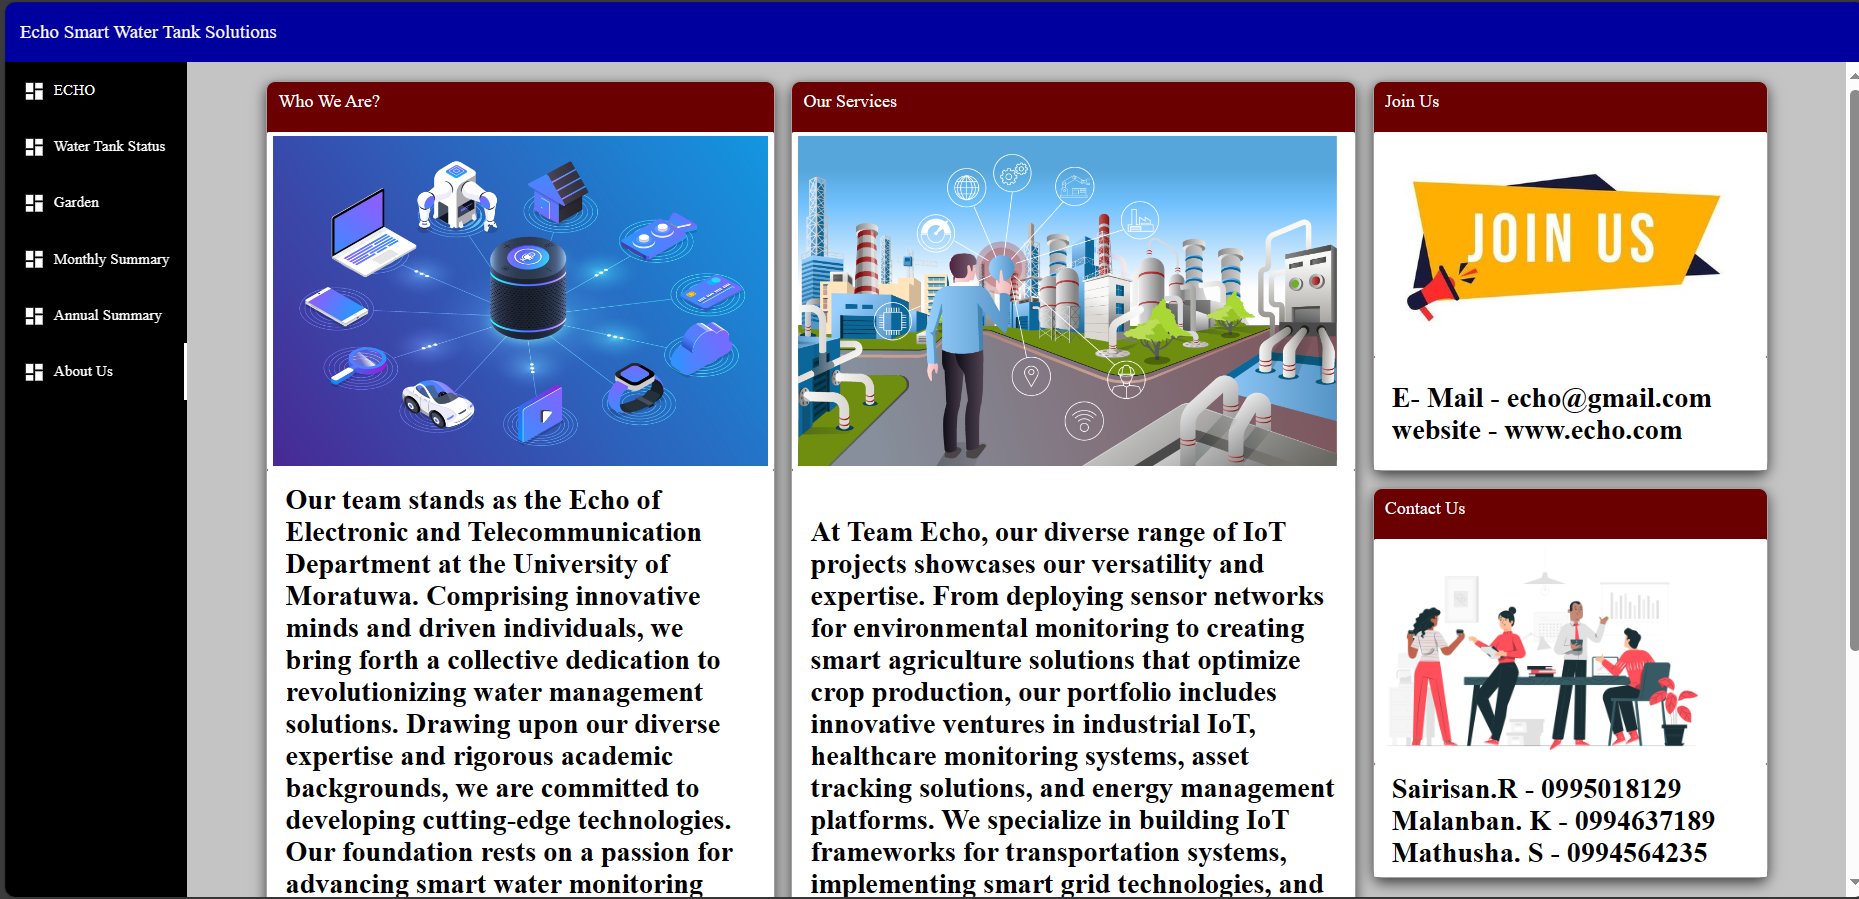 Echo Smart Water Tank Solutions
ECHO
Water Tank Status
Garden
Monthly Summary
Annual Summary
About Us
Who We Are?
Our team stands as the Echo of
Electronic and Telecommunication
Department at the University of
Moratuwa. Comprising innovative
minds and driven individuals, we
bring forth a collective dedication to
revolutionizing water management
solutions. Drawing upon our diverse
expertise and rigorous academic
backgrounds, we are committed to
developing cutting-edge technologies.
Our foundation rests on a passion for
advancing smart water monitoring
Our Services
At Team Echo, our diverse range of IoT
projects showcases our versatility and
expertise. From deploying sensor networks
for environmental monitoring to creating
smart agriculture solutions that optimize
crop production, our portfolio includes
innovative ventures in industrial IoT,
healthcare monitoring systems, asset
tracking solutions, and energy management
platforms. We specialize in building IoT
frameworks for transportation systems,
implementing smart grid technologies, and
Join Us
JOIN US
E- Mail - echo@gmail.com
website - www.echo.com
Contact Us
Sairisan.R - 0995018129
Malanban. K - 0994637189
Mathusha. S - 0994564235